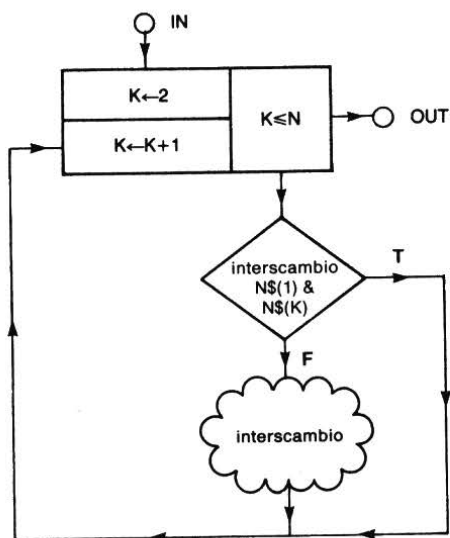 IN
K←2
K←K+1
K≤N
OUT
interscambio
N$(1) &
N$(K)
T
F
interscambio